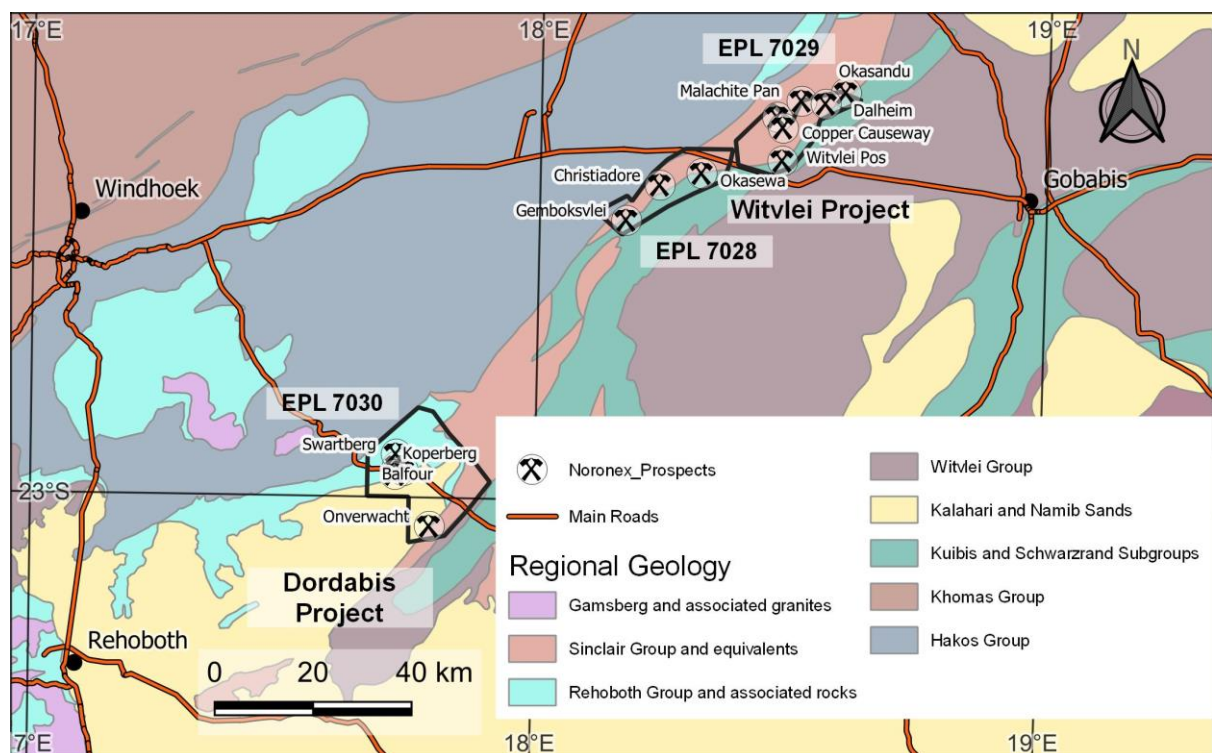 17°E
18°E
19°E
EPL 7029
N
Okasandu
Malachite Pan
Dalheim
Copper Causeway
Witvlei Pos
Christiadore
Okasewa
Windhoek
Gobabis
Gemboksvlei
Witvlei Project
EPL 7028
EPL 7030
Swartberg
Koperberg
Balfour
23°S
Onverwacht
Dordabis
Project
Rehoboth
0 20 40 km
Noronex_Prospects
Main Roads
Regional Geology
Gamsberg and associated granites
Sinclair Group and equivalents
Rehoboth Group and associated rocks
Witvlei Group
Kalahari and Namib Sands
Kuibis and Schwarzrand Subgroups
Khomas Group
Hakos Group
7°E
18°E
19°E